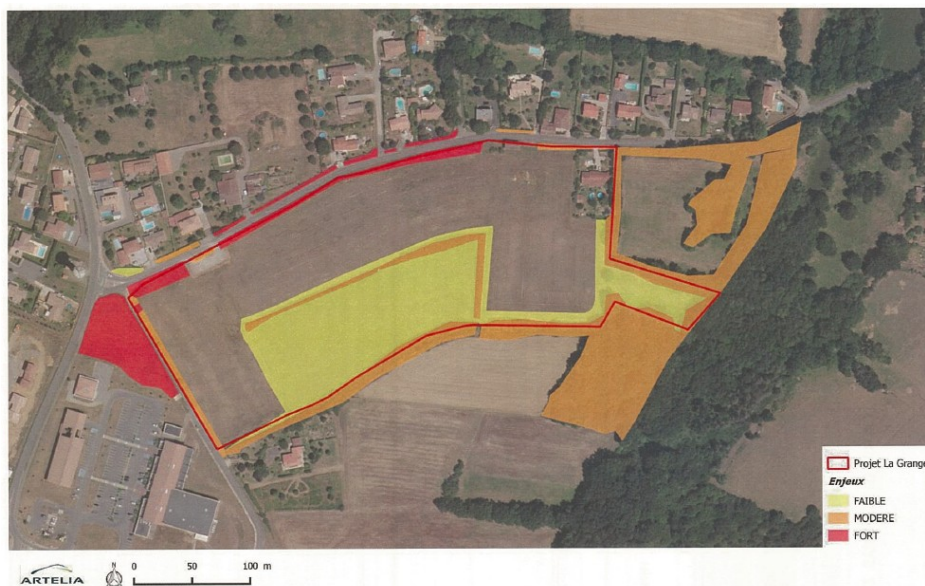 Projet La Grange
Enjeux
FAIBLE
MODERE
FORT
ARTELIA
N
0 50 100 m